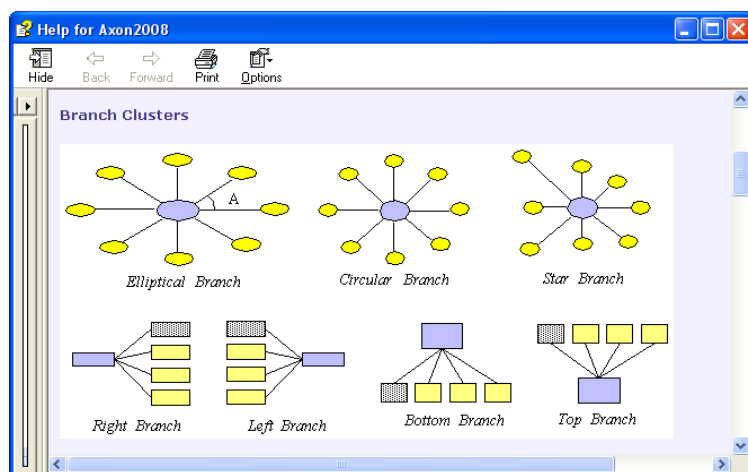 Help for Axon2008
Hide Back Forward Print Options
Branch Clusters
A
Elliptical Branch Circular Branch Star Branch
Right Branch Left Branch Bottom Branch Top Branch